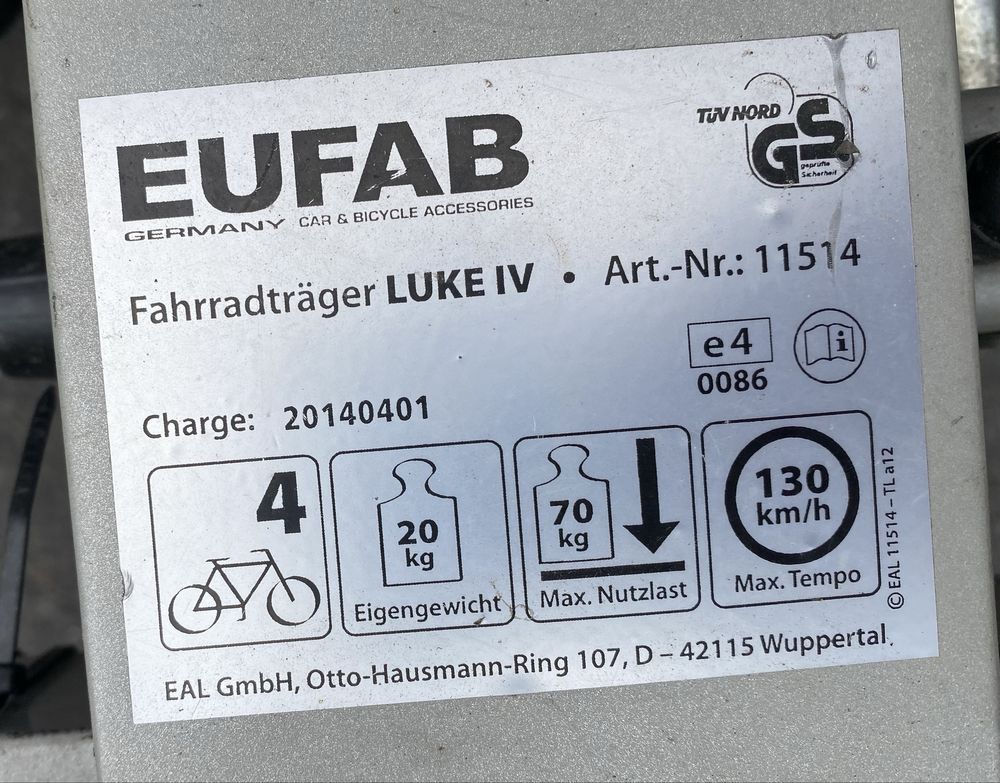 EUFAB
GERMANY CAR & BICYCLE ACCESSORIES
TÜV NORD
GS
geprüfte
Sicherheit
Fahrradträger LUKE IV • Art.-Nr.: 11514
e4
0086
i
Charge: 20140401
4
20
kg
Eigengewicht
70
kg
Max. Nutzlast
130
km/h
Max. Tempo
©EAL 11514 – TL a12
EAL GmbH, Otto-Hausmann-Ring 107, D – 42115 Wuppertal